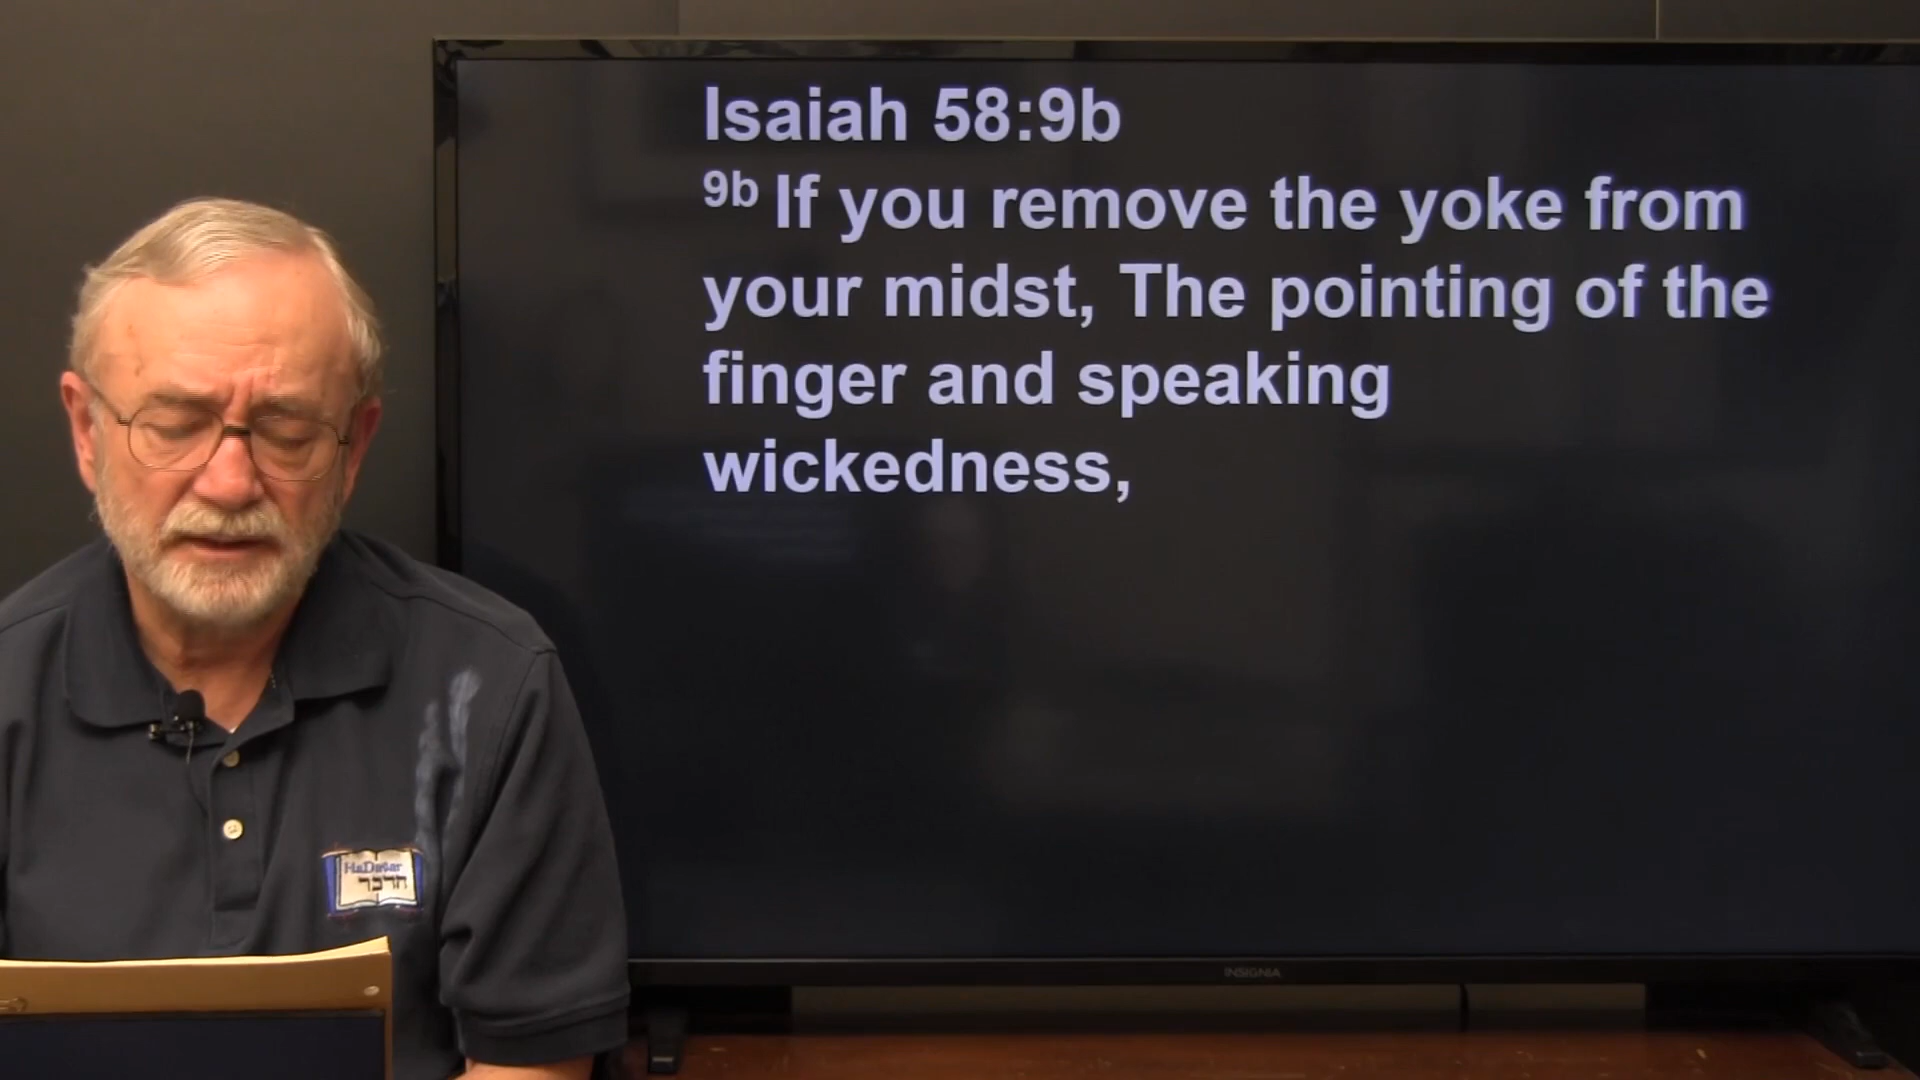 Isaiah 58:9b
9b If you remove the yoke from
your midst, The pointing of the
finger and speaking
wickedness,
HaDavar
הדבר
INSIGNIA